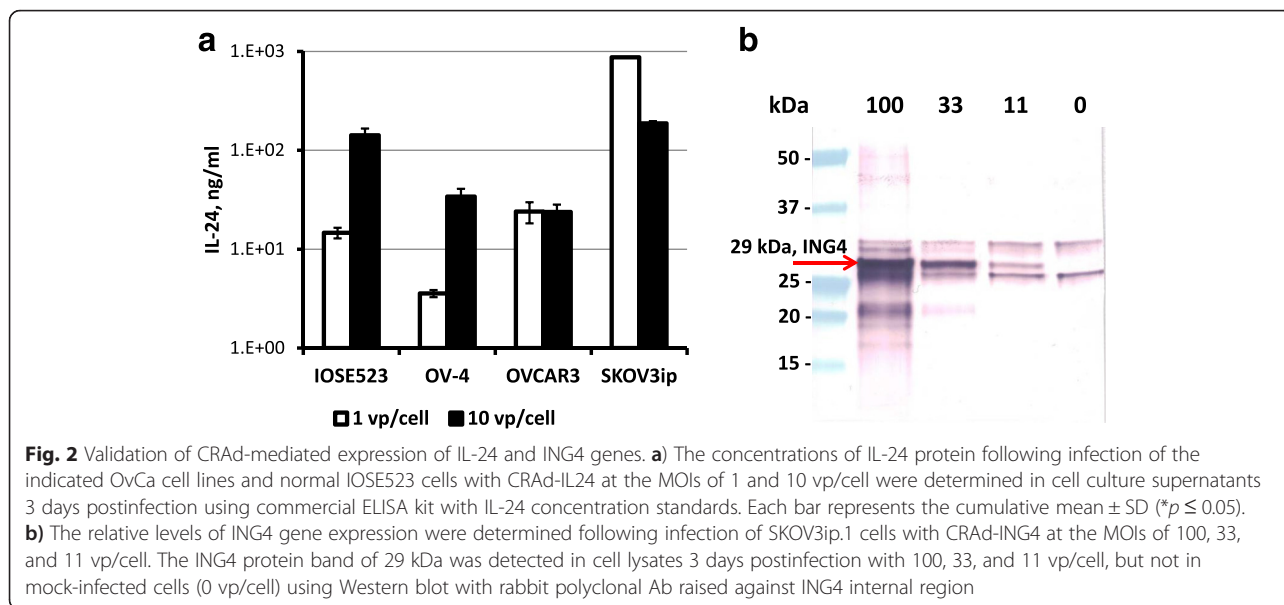 a
b
IL-24, ng/ml
1.E+03
1.E+02
1.E+01
1.E+00
IOSE523 OV-4 OVCAR3 SKOV3ip
1 vp/cell 10 vp/cell
kDa 100 33 11 0
50 -
37 -
29 kDa, ING4
25 -
20 -
15 -
Fig. 2 Validation of CRAd-mediated expression of IL-24 and ING4 genes. a) The concentrations of IL-24 protein following infection of the
indicated OvCa cell lines and normal IOSE523 cells with CRAd-IL24 at the MOIs of 1 and 10 vp/cell were determined in cell culture supernatants
3 days postinfection using commercial ELISA kit with IL-24 concentration standards. Each bar represents the cumulative mean ± SD (*p ≤ 0.05).
b) The relative levels of ING4 gene expression were determined following infection of SKOV3ip.1 cells with CRAd-ING4 at the MOIs of 100, 33,
and 11 vp/cell. The ING4 protein band of 29 kDa was detected in cell lysates 3 days postinfection with 100, 33, and 11 vp/cell, but not in
mock-infected cells (0 vp/cell) using Western blot with rabbit polyclonal Ab raised against ING4 internal region